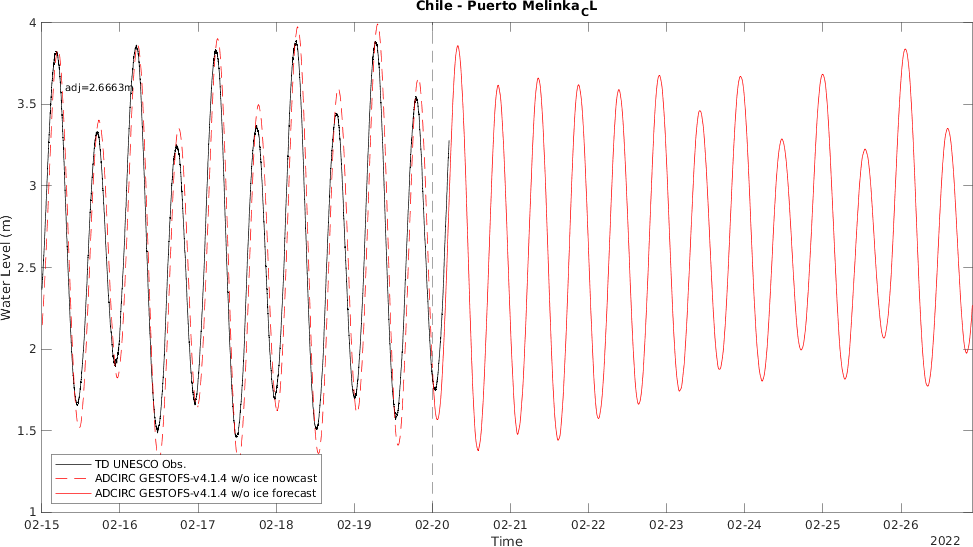 Chile - Puerto Melinka_CL
Water Level (m)
4
3.5
3
2.5
2
1.5
1
adj=2.6663m
TD UNESCO Obs.
ADCIRC GESTOFS-v4.1.4 w/o ice nowcast
ADCIRC GESTOFS-v4.1.4 w/o ice forecast
02-15 02-16 02-17 02-18 02-19 02-20 02-21 02-22 02-23 02-24 02-25 02-26
Time
2022